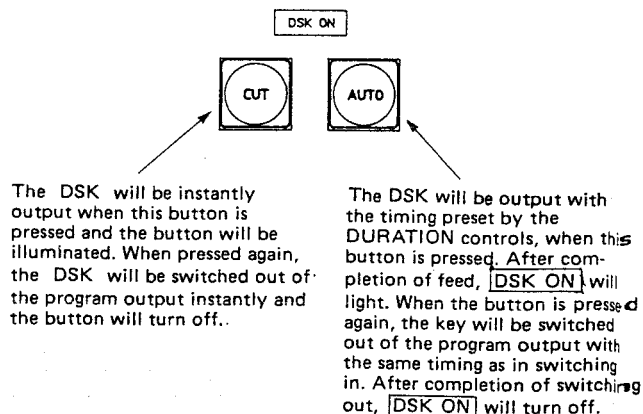 DSK ON
CUT
AUTO
The DSK will be instantly
output when this button is
pressed and the button will be
illuminated. When pressed again,
the DSK will be switched out of
the program output instantly and
the button will turn off..
The DSK will be output with
the timing preset by the
DURATION controls, when this
button is pressed. After com-
pletion of feed, DSK ON will
light. When the button is pressed
again, the key will be switched
out of the program output with
the same timing as in switching
in. After completion of switching
out, DSK ON will turn off.